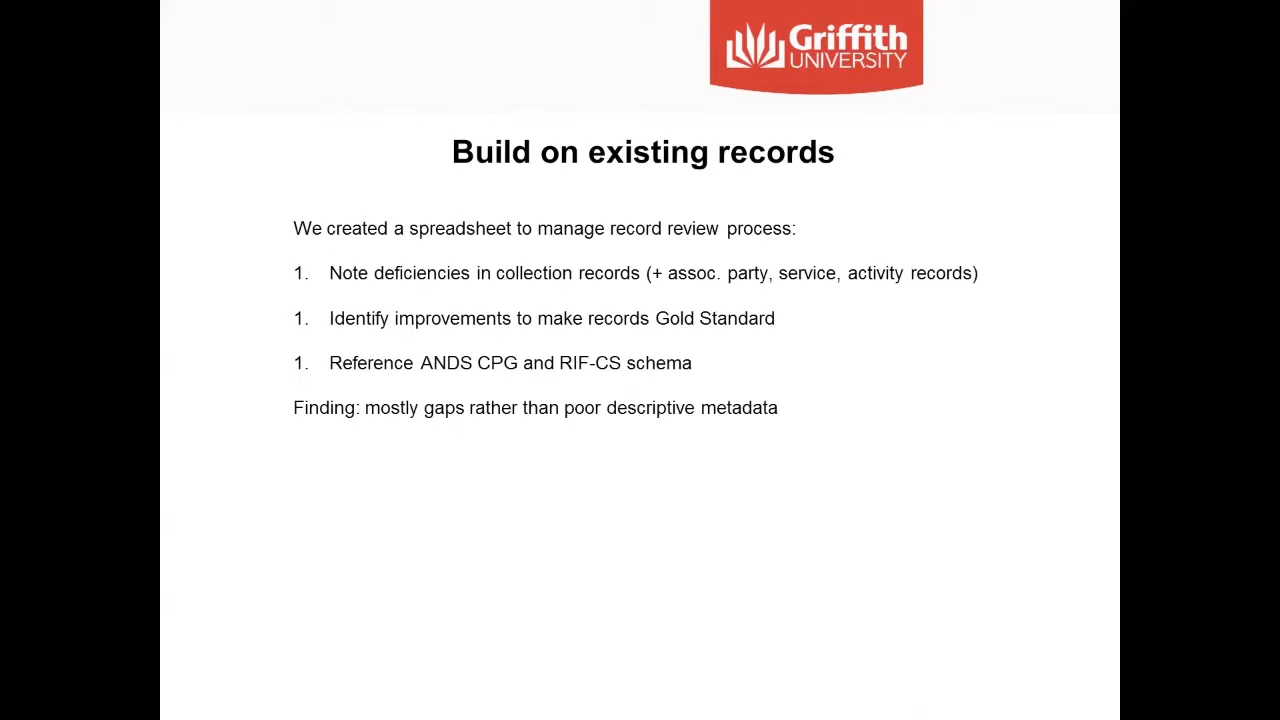 Griffith
UNIVERSITY
Build on existing records
We created a spreadsheet to manage record review process:
1. Note deficiencies in collection records (+ assoc. party, service, activity records)
1. Identify improvements to make records Gold Standard
1. Reference ANDS CPG and RIF-CS schema
Finding: mostly gaps rather than poor descriptive metadata